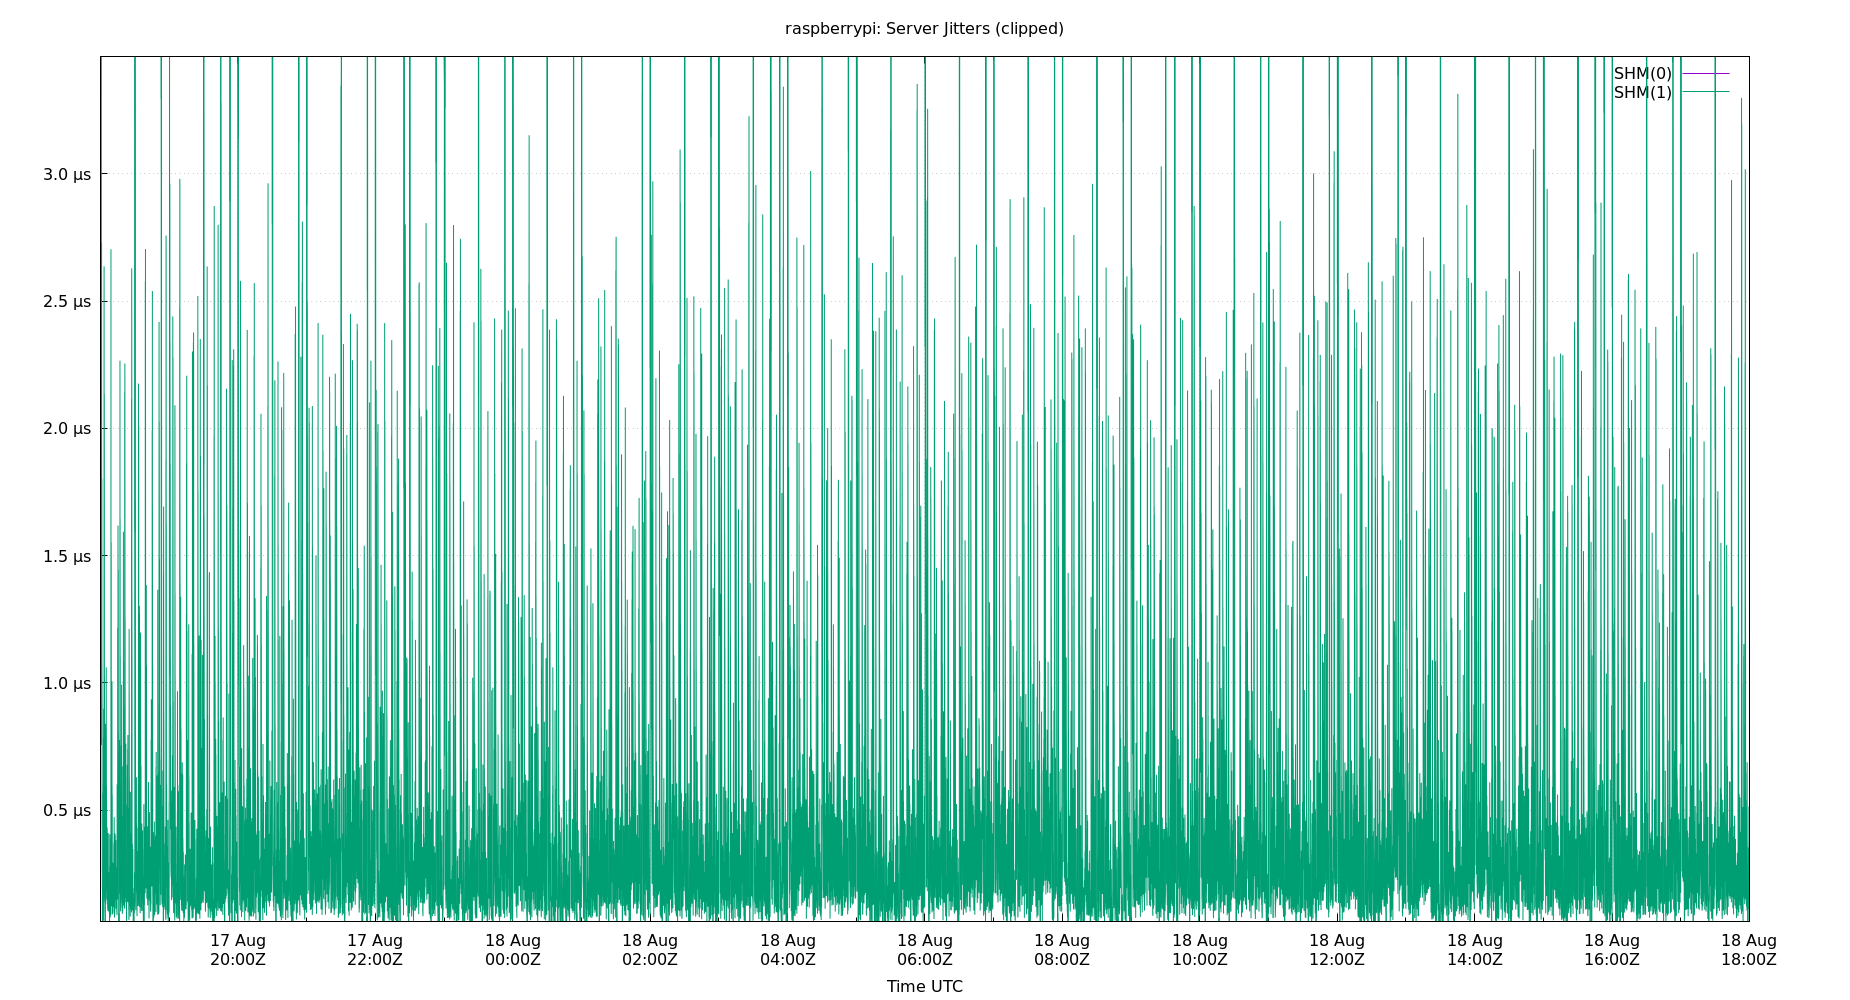 raspberrypi: Server Jitters (clipped)
SHM(0)
SHM(1)
3.0 µs
2.5 µs
2.0 µs
1.5 µs
1.0 µs
0.5 µs
17 Aug 17 Aug 18 Aug 18 Aug 18 Aug 18 Aug 18 Aug 18 Aug 18 Aug 18 Aug 18 Aug 18 Aug
20:00Z 22:00Z 00:00Z 02:00Z 04:00Z 06:00Z 08:00Z 10:00Z 12:00Z 14:00Z 16:00Z 18:00Z
Time UTC